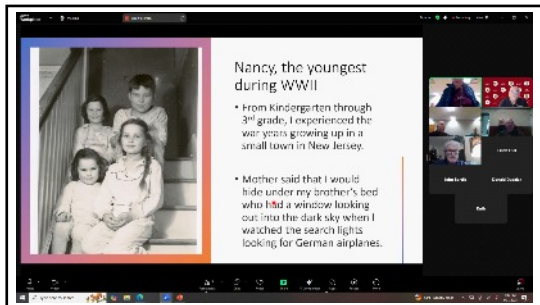 Nancy, the youngest
during WWII
• From Kindergarten through
3rd grade, I experienced the
war years growing up in a
small town in New Jersey.
• Mother said that I would
hide under my brother's bed
who had a window looking
out into the dark sky when I
watched the search lights
looking for German airplanes.